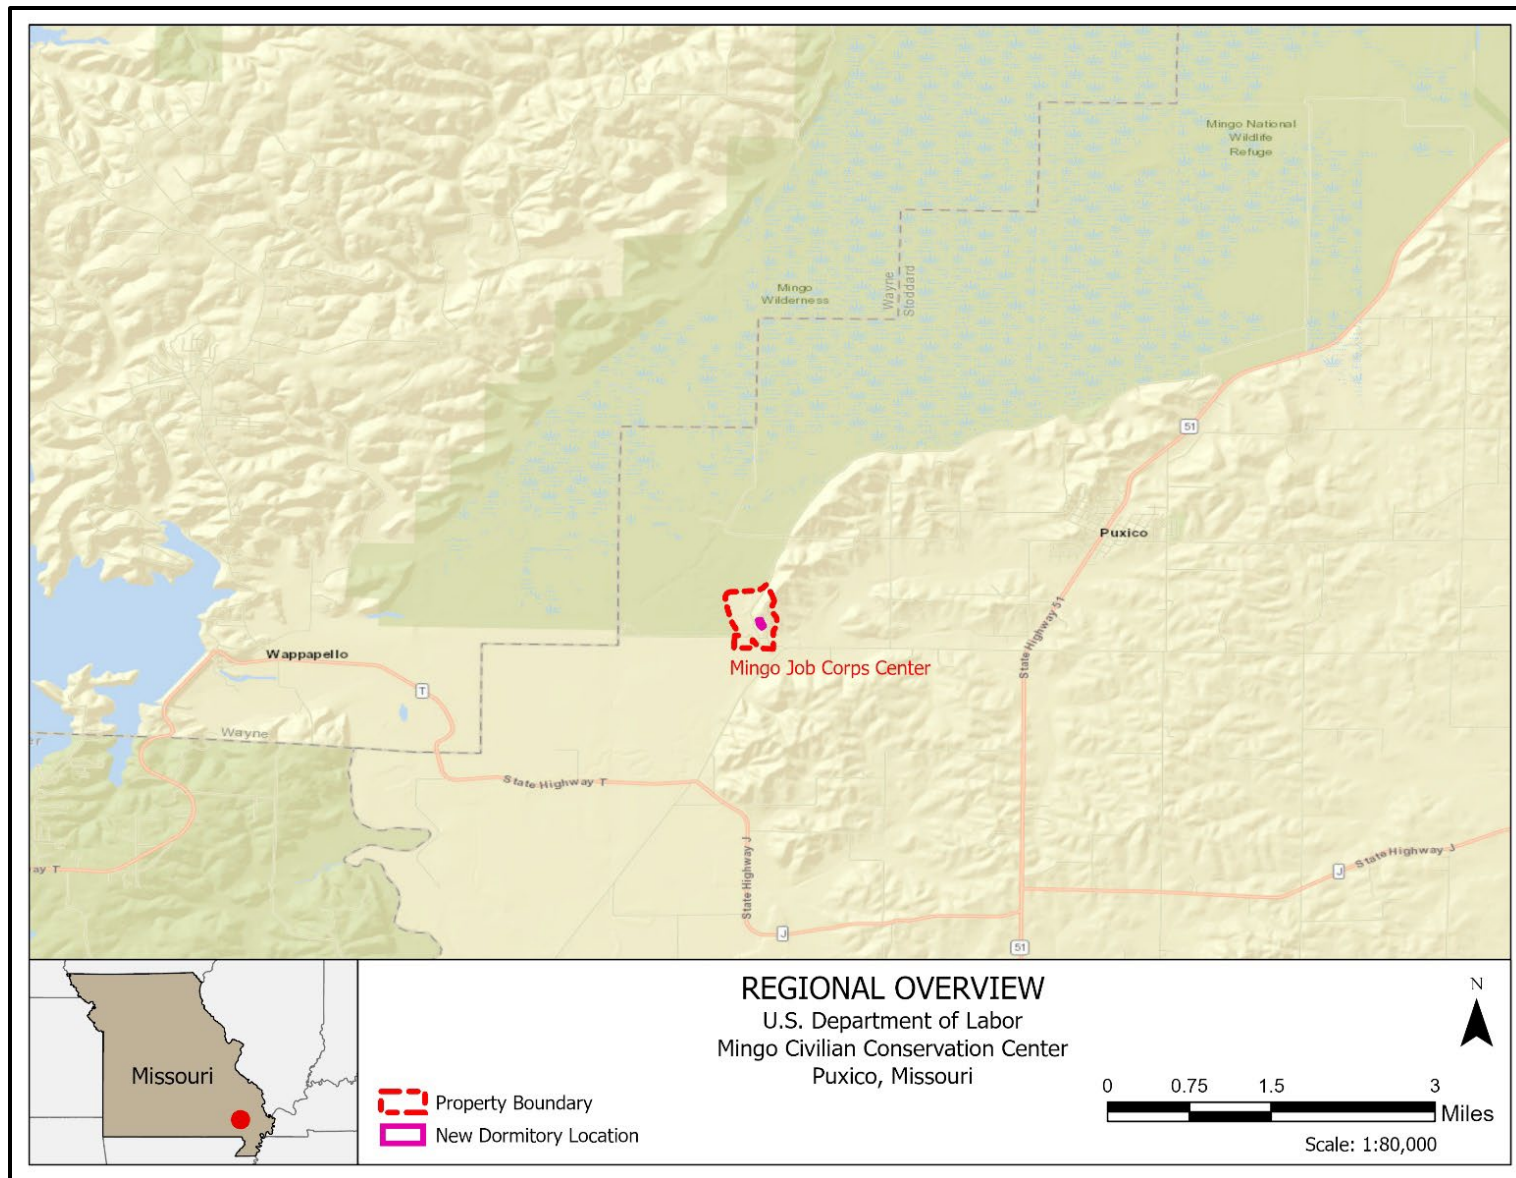 Mingo National
Wildlife
Refuge
Mingo
Wilderness
Wayne
Stoddard
51
Puxico
State Highway 51
Mingo Job Corps Center
Wappapello
T
Wayne
er
State Highway T
State Highway J
ay T
J
State Highway J
J
51
Missouri
REGIONAL OVERVIEW
U.S. Department of Labor
Mingo Civilian Conservation Center
Puxico, Missouri
Property Boundary
New Dormitory Location
N
0 0.75 1.5 3
Miles
Scale: 1:80,000